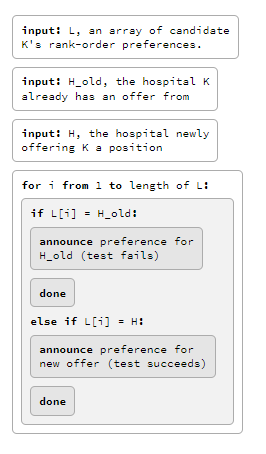 input: L, an array of candidate
K's rank-order preferences.
input: H_old, the hospital K
already has an offer from
input: H, the hospital newly
offering K a position
for i from 1 to length of L:
if L[i] = H_old:
announce preference for
H_old (test fails)
done
else if L[i] = H:
announce preference for
new offer (test succeeds)
done